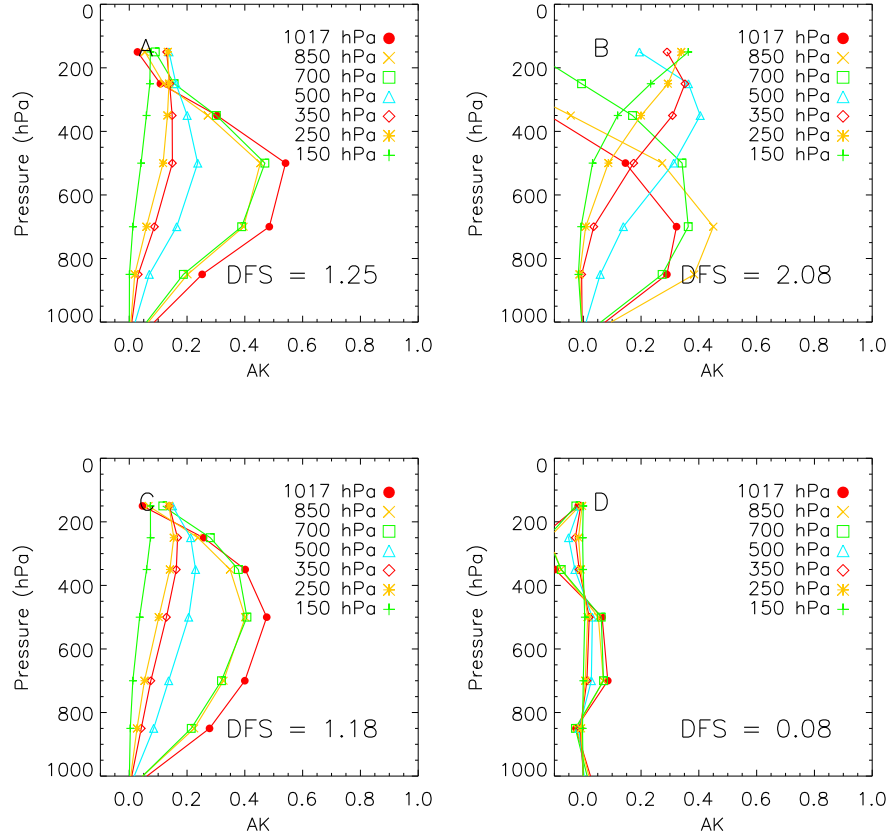 A
1017 hPa
850 hPa
700 hPa
500 hPa
350 hPa
250 hPa
150 hPa
DFS = 1.25
Pressure (hPa)
0
200
400
600
800
1000
0.0 0.2 0.4 0.6 0.8 1.0
AK
B
1017 hPa
850 hPa
700 hPa
500 hPa
350 hPa
250 hPa
150 hPa
DFS = 2.08
Pressure (hPa)
0
200
400
600
800
1000
0.0 0.2 0.4 0.6 0.8 1.0
AK
C
1017 hPa
850 hPa
700 hPa
500 hPa
350 hPa
250 hPa
150 hPa
DFS = 1.18
Pressure (hPa)
0
200
400
600
800
1000
0.0 0.2 0.4 0.6 0.8 1.0
AK
D
1017 hPa
850 hPa
700 hPa
500 hPa
350 hPa
250 hPa
150 hPa
DFS = 0.08
Pressure (hPa)
0
200
400
600
800
1000
0.0 0.2 0.4 0.6 0.8 1.0
AK